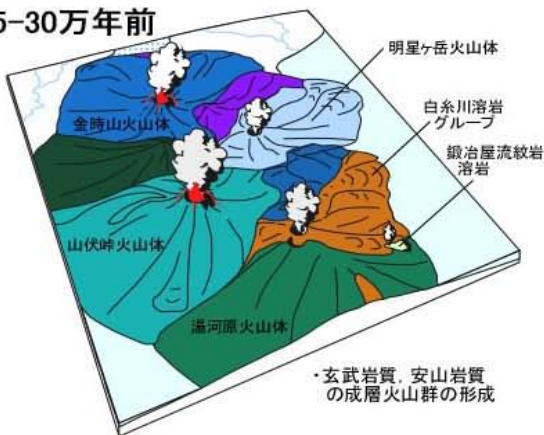 5-30万年前
明星ヶ岳火山体
白糸川溶岩
グループ
鍛冶屋流紋岩
溶岩
金時山火山体
山伏峠火山体
湯河原火山体
・玄武岩質，安山岩質
の成層火山群の形成